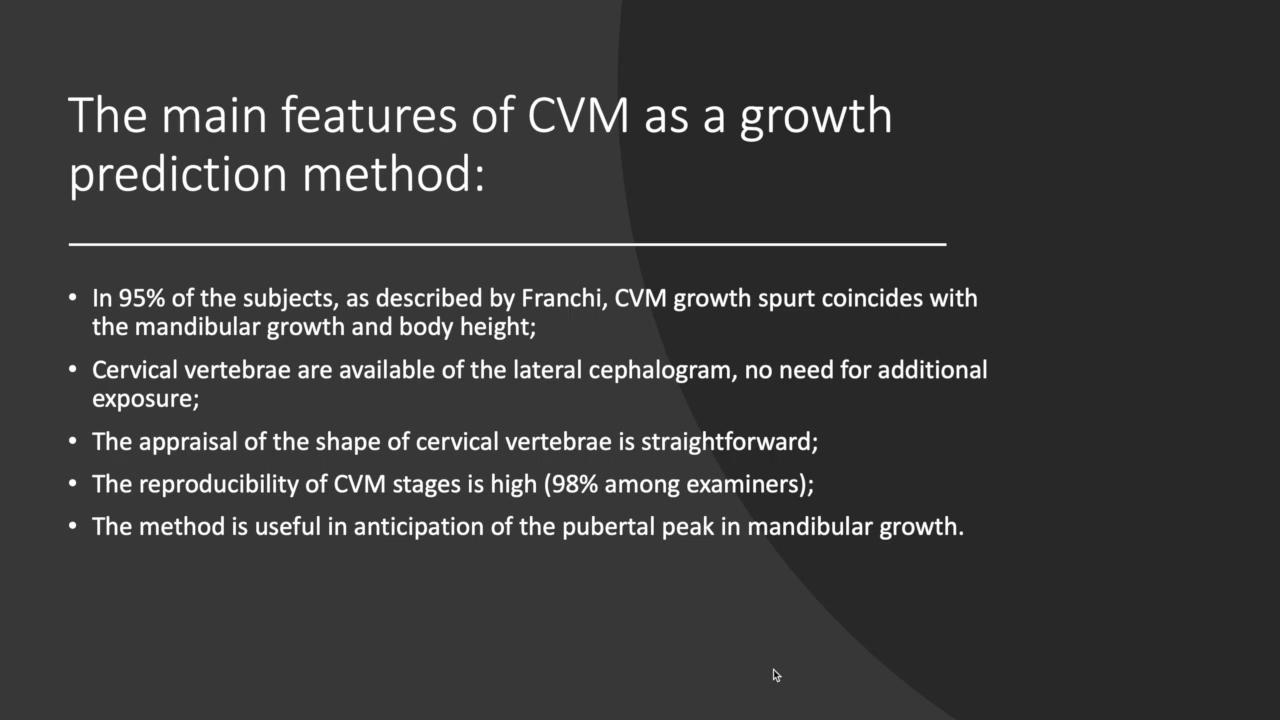 The main features of CVM as a growth
prediction method:
• In 95% of the subjects, as described by Franchi, CVM growth spurt coincides with
the mandibular growth and body height;
• Cervical vertebrae are available of the lateral cephalogram, no need for additional
exposure;
• The appraisal of the shape of cervical vertebrae is straightforward;
• The reproducibility of CVM stages is high (98% among examiners);
• The method is useful in anticipation of the pubertal peak in mandibular growth.